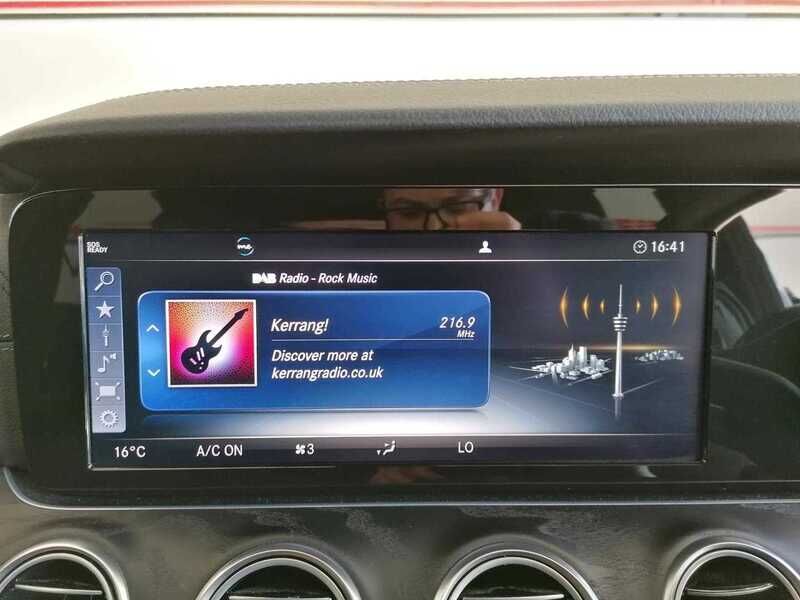 SOS
READY
me
16:41
DAB Radio - Rock Music
Kerrang!
216.9
MHz
Discover more at
kerrangradio.co.uk
16°C
A/C ON
3
LO